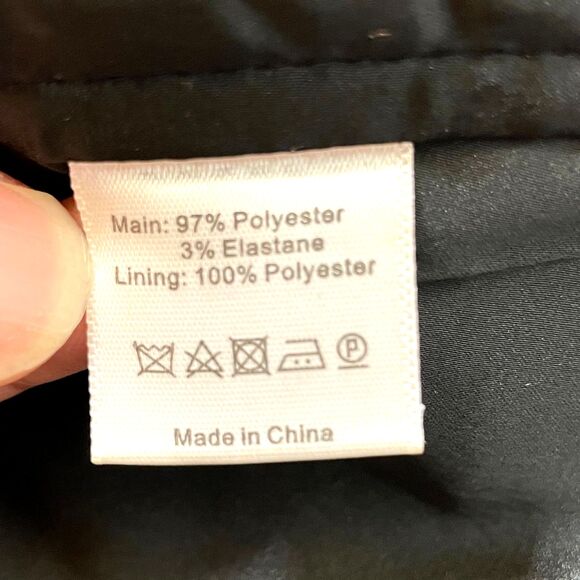 Main: 97% Polyester
3% Elastane
Lining: 100% Polyester
P
Made in China